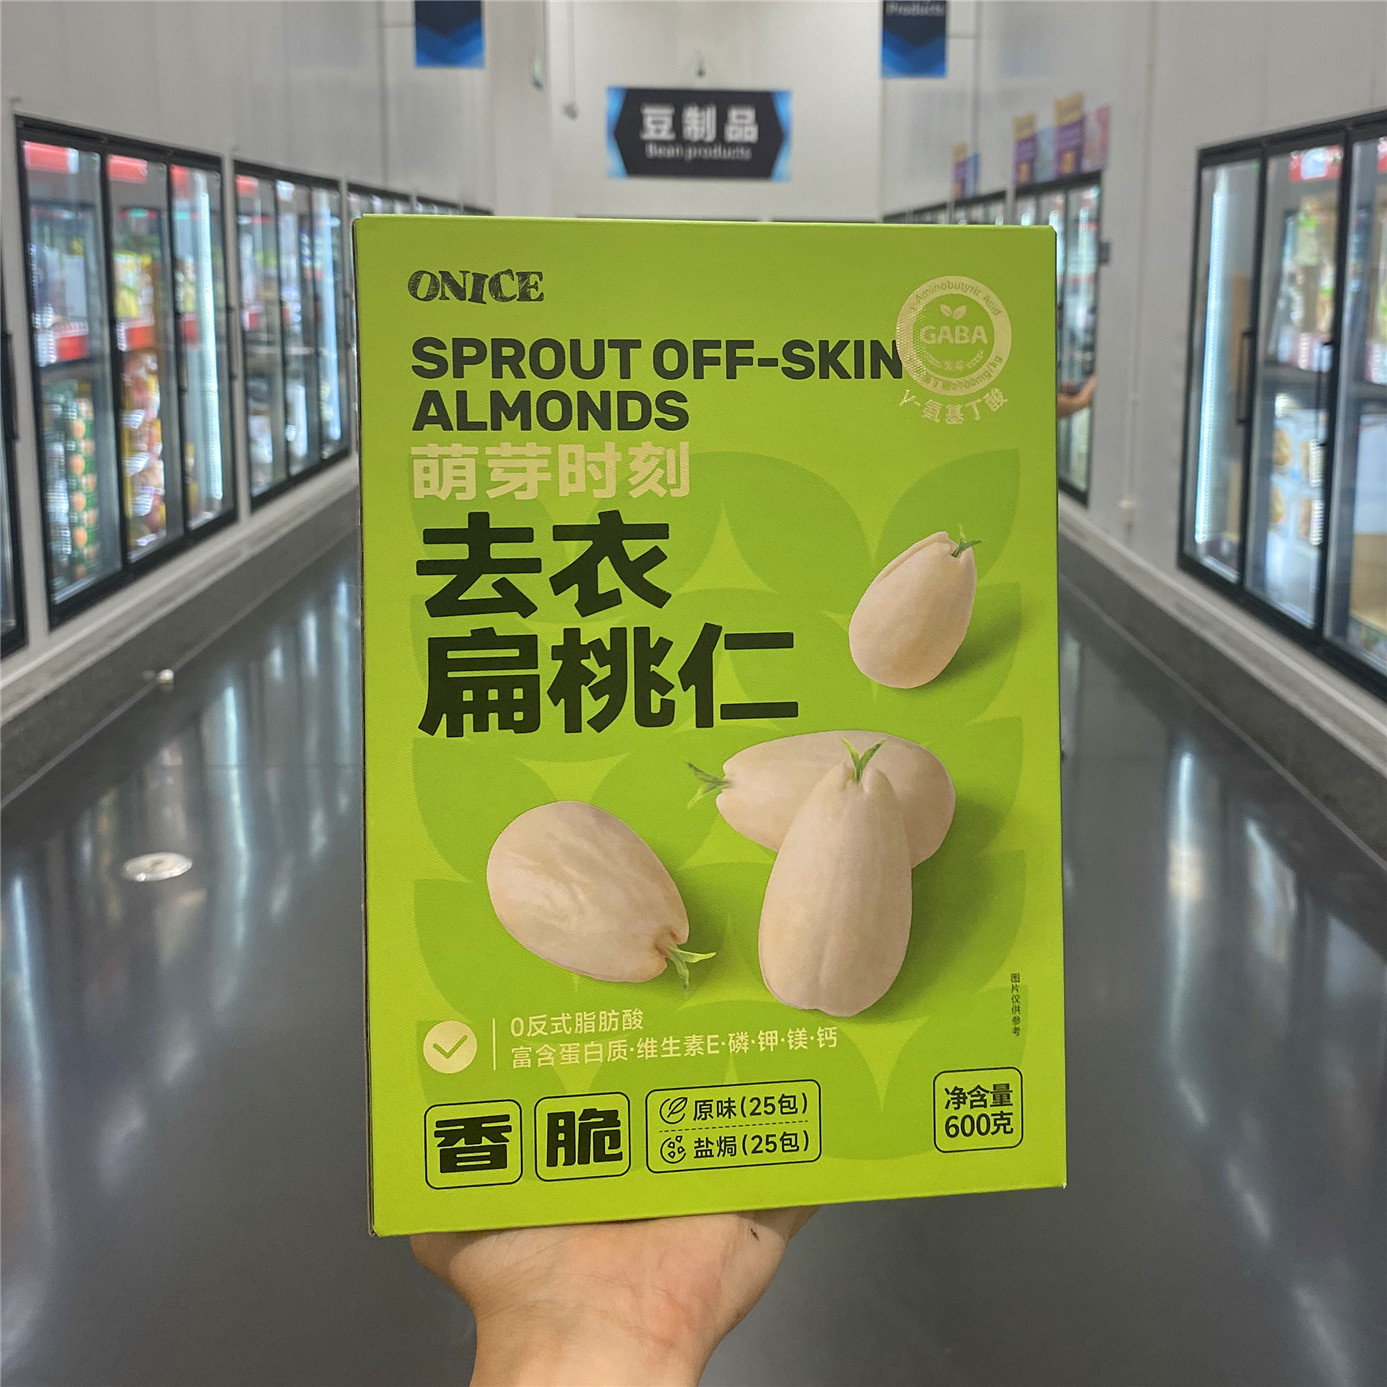 Products
豆制品
Bean products
ONICE
SPROUT OFF-SKIN
ALMONDS
萌芽时刻
去衣
扁桃仁
γ-Aminobutyric Acid
GABA
γ-氨基丁酸
图片仅供参考
0反式脂肪酸
富含蛋白质·维生素E·磷·钾·镁·钙
香 脆
原味(25包)
盐焗(25包)
净含量
600克